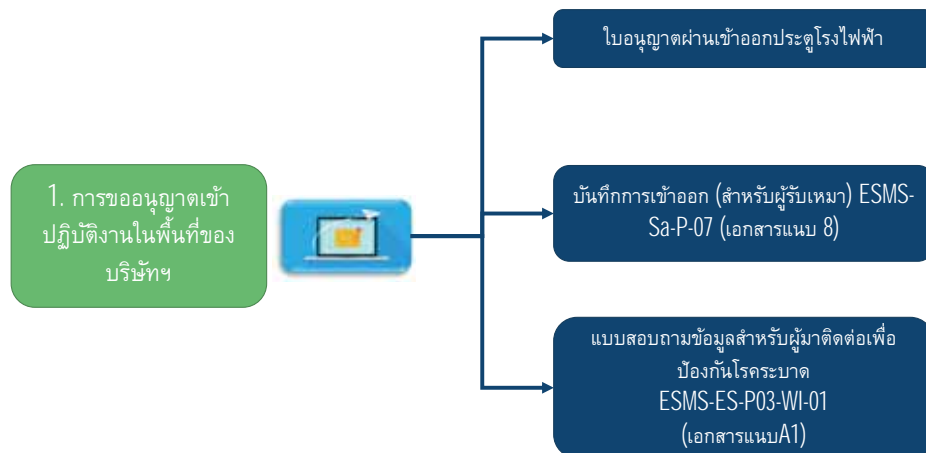 ใบอนุญาตผ่านเข้าออกประตูโรงไฟฟ้า
1. การขออนุญาตเข้า
ปฏิบัติงานในพื้นที่ของ
บริษัทฯ
บันทึกการเข้าออก (สำหรับผู้รับเหมา) ESMS-
Sa-P-07 (เอกสารแนบ 8)
แบบสอบถามข้อมูลสำหรับผู้มาติดต่อเพื่อ
ป้องกันโรคระบาด
ESMS-ES-P03-WI-01
(เอกสารแนบA1)